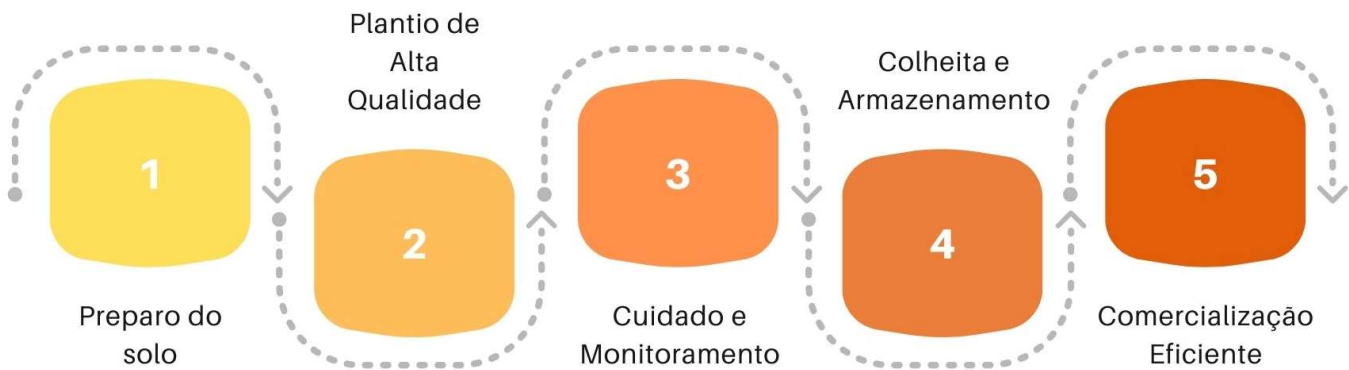 1
Preparo do
solo
Plantio de
Alta
Qualidade
2
3
Cuidado e
Monitoramento
Colheita e
Armazenamento
4
5
Comercialização
Eficiente